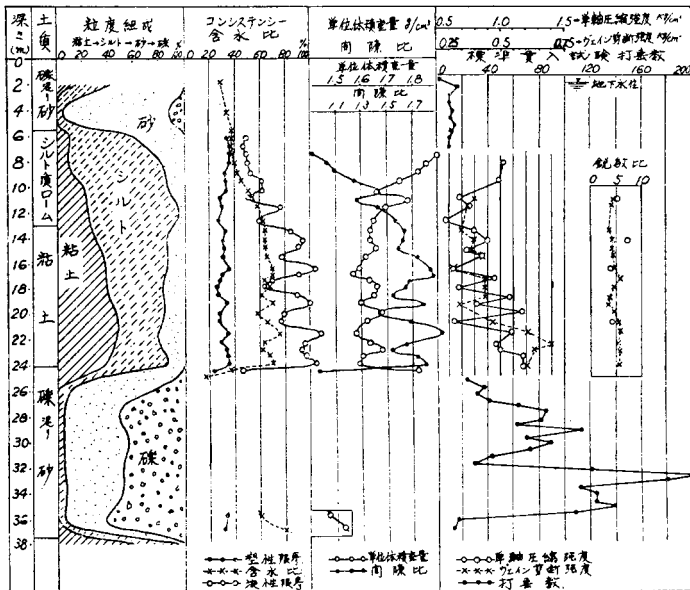 深さ(m)
土質
粒度組成
粘土→シルト→砂→礫 %
0 20 40 60 80 100
コンシステンシー
含水比
0 20 40 60 80 100%
単位体積重量 g/cm³
間隙比
単位体積重量
1.5 1.6 1.7 1.8
間隙比
1.1 1.3 1.5 1.7
0.5 1.0 1.5→単軸圧縮強度 kg/cm²
0.25 0.5 0.75→ヴェイン剪断強度 kg/cm²
標準貫入試験打撃数
0 40 80 120 200
地下水位
鋭敏比
0 5 10
0
2
4
6
8
10
12
14
16
18
20
22
24
26
28
30
32
34
36
38
礫混り砂
シルト質ローム
粘土
礫混り砂
砂
シルト
粘土
礫
塑性限界
含水比
液性限界
単位体積重量
間隙比
単軸圧縮強度
ヴェイン剪断強度
打撃数